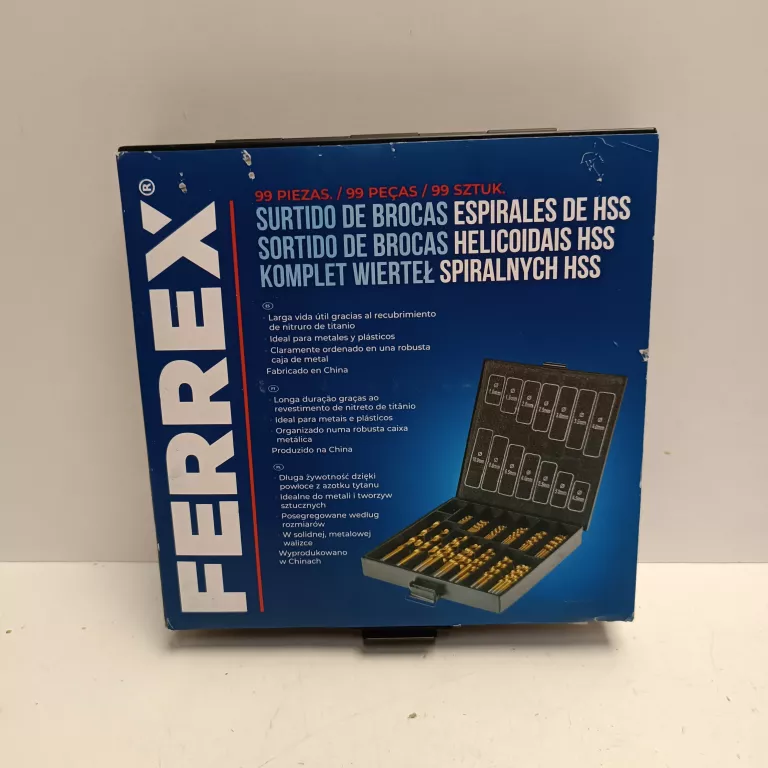 FERREX®
99 PIEZAS. / 99 PEÇAS / 99 SZTUK.
SURTIDO DE BROCAS ESPIRALES DE HSS
SORTIDO DE BROCAS HELICOIDAIS HSS
KOMPLET WIERTEŁ SPIRALNYCH HSS
Larga vida útil gracias al recubrimiento
de nitruro de titanio
Ideal para metales y plásticos
Claramente ordenado en una robusta
caja de metal
Fabricado en China
Longa duração graças ao
revestimento de nitreto de titânio
Ideal para metais e plásticos
Organizado numa robusta caixa
metálica
Produzido na China
Długa żywotność dzięki
powłoce z azotku tytanu
Idealne do metali i tworzyw
sztucznych
Posegregowane według
rozmiarów
W solidnej, metalowej
walizce
Wyprodukowano
w Chinach